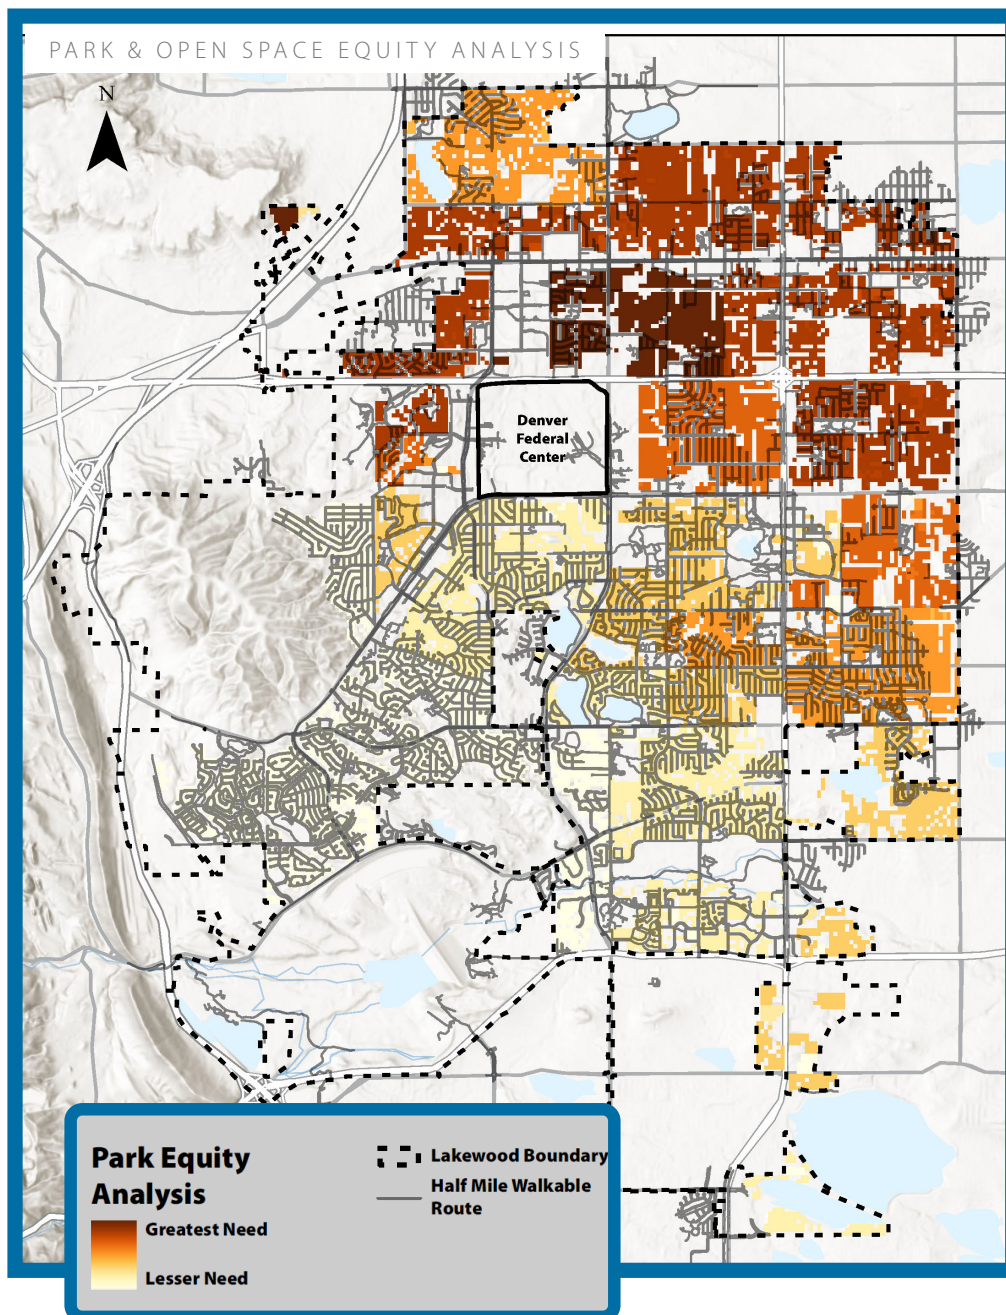 PARK & OPEN SPACE EQUITY ANALYSIS
N
Denver
Federal
Center
Park Equity
Analysis
Greatest Need
Lesser Need
Lakewood Boundary
Half Mile Walkable
Route